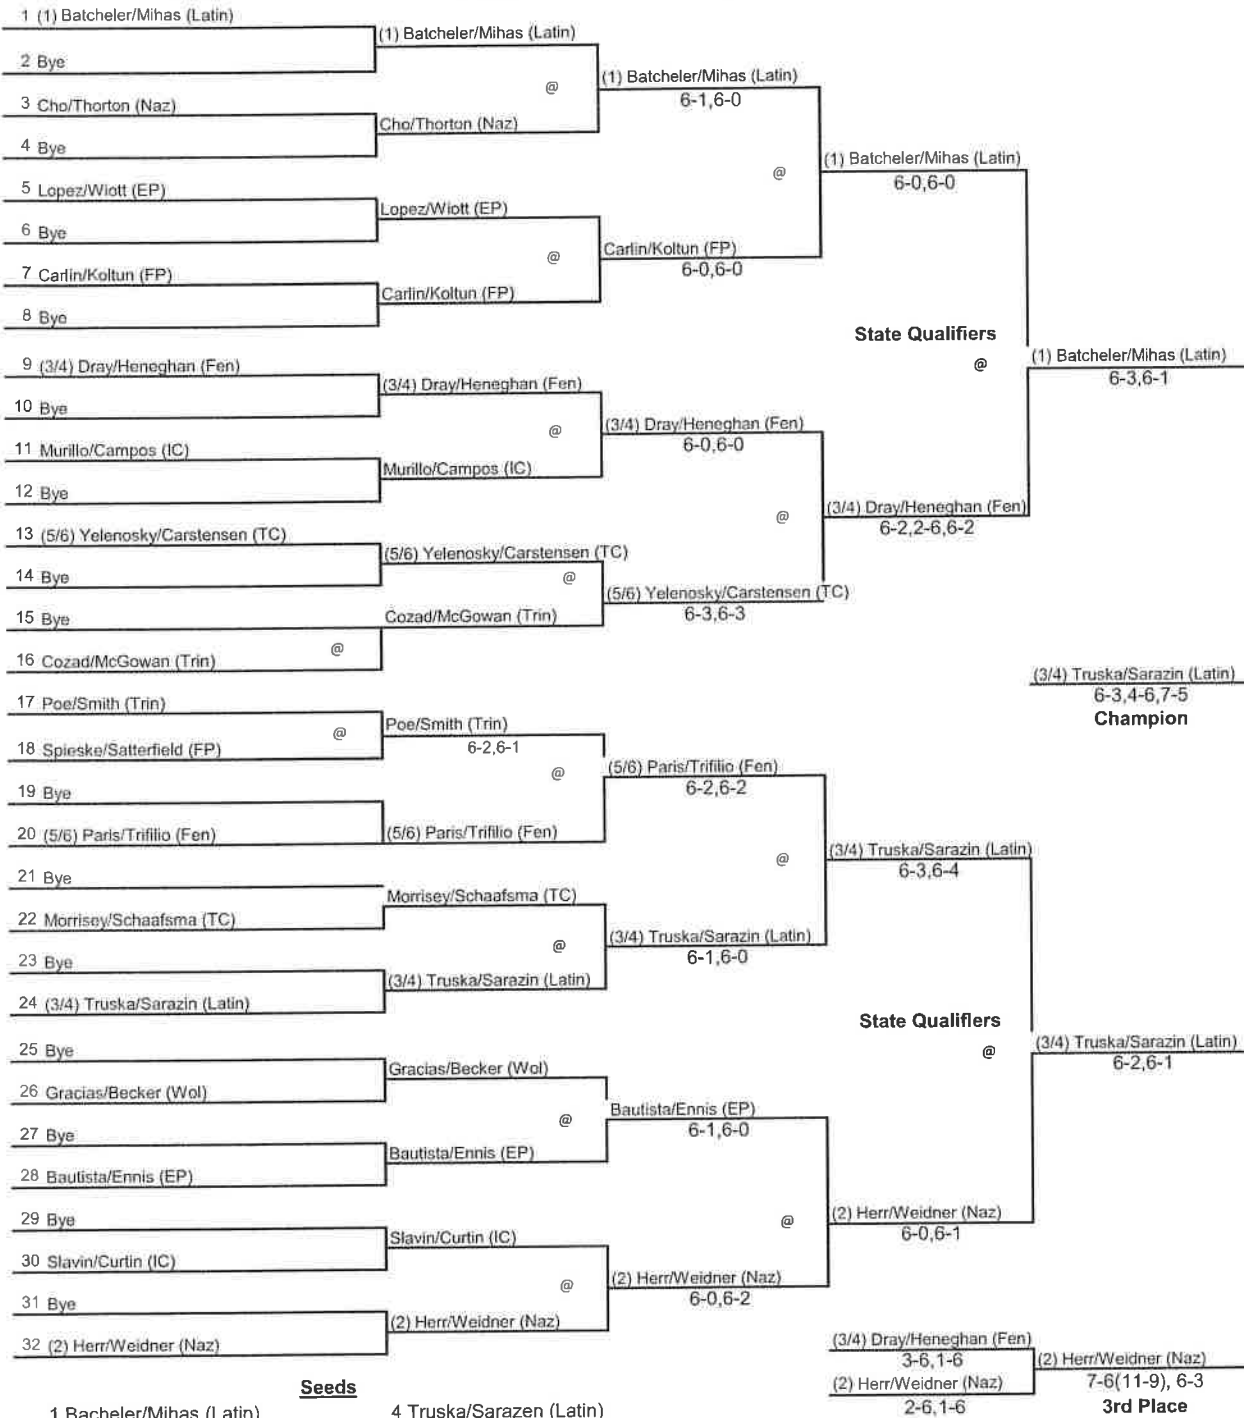 1 (1) Batcheler/Mihas (Latin)
2 Bye
3 Cho/Thorton (Naz)
4 Bye
5 Lopez/Wiott (EP)
6 Bye
7 Carlin/Koltun (FP)
8 Bye
9 (3/4) Dray/Heneghan (Fen)
10 Bye
11 Murillo/Campos (IC)
12 Bye
13 (5/6) Yelenosky/Carstensen (TC)
14 Bye
15 Bye
16 Cozad/McGowan (Trin)
@
17 Poe/Smith (Trin)
@
18 Spieske/Satterfield (FP)
19 Bye
20 (5/6) Paris/Trifilio (Fen)
21 Bye
22 Morrisey/Schaafsma (TC)
23 Bye
24 (3/4) Truska/Sarazin (Latin)
25 Bye
26 Gracias/Becker (Wol)
27 Bye
28 Bautista/Ennis (EP)
29 Bye
30 Slavin/Curtin (IC)
31 Bye
32 (2) Herr/Weidner (Naz)
(1) Batcheler/Mihas (Latin)
@
Cho/Thorton (Naz)
Lopez/Wiott (EP)
@
Carlin/Koltun (FP)
(3/4) Dray/Heneghan (Fen)
@
Murillo/Campos (IC)
(5/6) Yelenosky/Carstensen (TC)
@
Cozad/McGowan (Trin)
Poe/Smith (Trin)
6-2,6-1
@
(5/6) Paris/Trifilio (Fen)
Morrisey/Schaafsma (TC)
@
(3/4) Truska/Sarazin (Latin)
Gracias/Becker (Wol)
@
Bautista/Ennis (EP)
Slavin/Curtin (IC)
@
(2) Herr/Weidner (Naz)
(1) Batcheler/Mihas (Latin)
6-1,6-0
@
Carlin/Koltun (FP)
6-0,6-0
(3/4) Dray/Heneghan (Fen)
6-0,6-0
@
(5/6) Yelenosky/Carstensen (TC)
6-3,6-3
(5/6) Paris/Trifilio (Fen)
6-2,6-2
@
(3/4) Truska/Sarazin (Latin)
6-1,6-0
Bautista/Ennis (EP)
6-1,6-0
@
(2) Herr/Weidner (Naz)
6-0,6-2
(1) Batcheler/Mihas (Latin)
6-0,6-0
State Qualifiers
@
(3/4) Dray/Heneghan (Fen)
6-2,2-6,6-2
(3/4) Truska/Sarazin (Latin)
6-3,6-4
State Qualifiers
@
(2) Herr/Weidner (Naz)
6-0,6-1
(1) Batcheler/Mihas (Latin)
6-3,6-1
(3/4) Truska/Sarazin (Latin)
6-3,4-6,7-5
Champion
(3/4) Truska/Sarazin (Latin)
6-2,6-1
(3/4) Dray/Heneghan (Fen)
3-6,1-6
(2) Herr/Weidner (Naz)
2-6,1-6
(2) Herr/Weidner (Naz)
7-6(11-9), 6-3
3rd Place
Seeds
1 Bacheler/Mihas (Latin)
4 Truska/Sarazen (Latin)